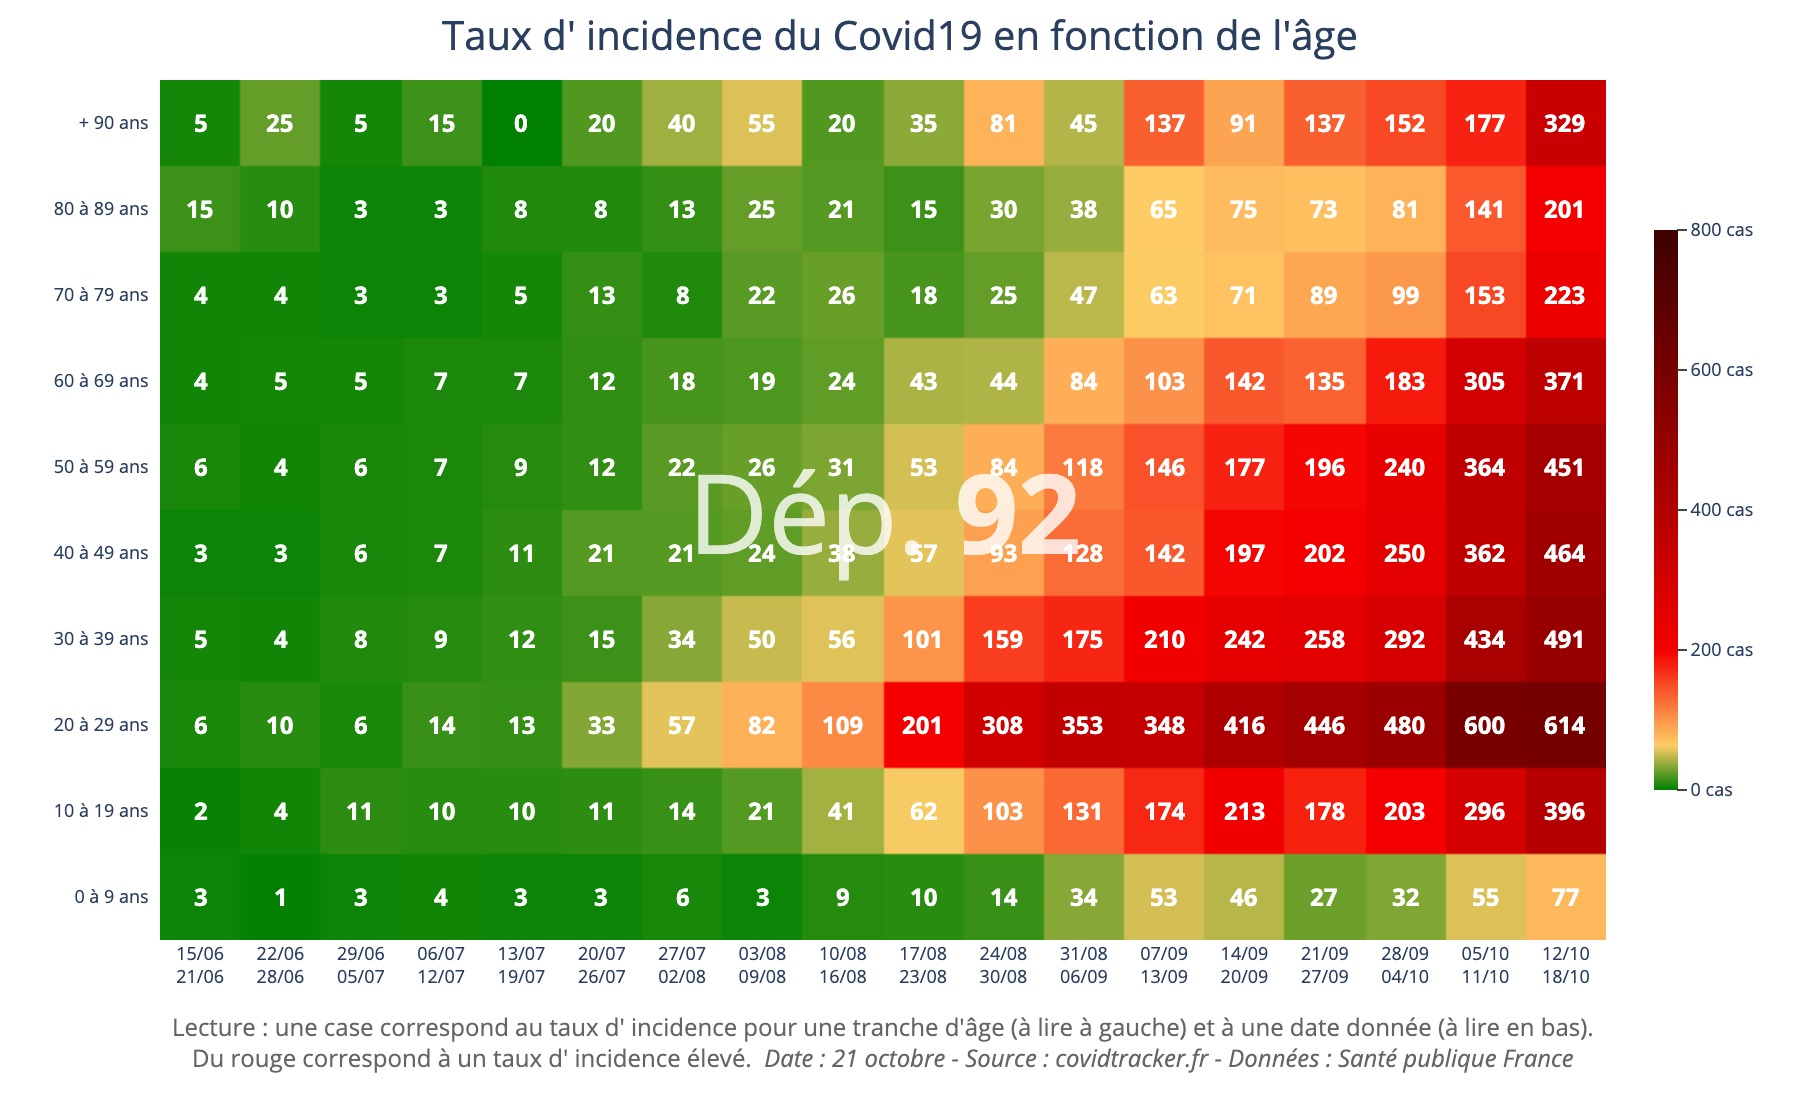 Taux d' incidence du Covid19 en fonction de l'âge
+ 90 ans 5 25 5 15 0 20 40 55 20 35 81 45 137 91 137 152 177 329
80 à 89 ans 15 10 3 3 8 8 13 25 21 15 30 38 65 75 73 81 141 201
800 cas
70 à 79 ans 4 4 3 3 5 13 8 22 26 18 25 47 63 71 89 99 153 223
60 à 69 ans 4 5 5 7 7 12 18 19 24 43 44 84 103 142 135 183 305 371
600 cas
50 à 59 ans 6 4 6 7 9 12 22 26 31 53 84 118 146 177 196 240 364 451
Dép. 92
400 cas
40 à 49 ans 3 3 6 7 11 21 21 24 38 57 93 128 142 197 202 250 362 464
30 à 39 ans 5 4 8 9 12 15 34 50 56 101 159 175 210 242 258 292 434 491
200 cas
20 à 29 ans 6 10 6 14 13 33 57 82 109 201 308 353 348 416 446 480 600 614
0 cas
10 à 19 ans 2 4 11 10 10 11 14 21 41 62 103 131 174 213 178 203 296 396
0 à 9 ans 3 1 3 4 3 3 6 3 9 10 14 34 53 46 27 32 55 77
15/06 22/06 29/06 06/07 13/07 20/07 27/07 03/08 10/08 17/08 24/08 31/08 07/09 14/09 21/09 28/09 05/10 12/10
21/06 28/06 05/07 12/07 19/07 26/07 02/08 09/08 16/08 23/08 30/08 06/09 13/09 20/09 27/09 04/10 11/10 18/10
Lecture : une case correspond au taux d' incidence pour une tranche d'âge (à lire à gauche) et à une date donnée (à lire en bas).
Du rouge correspond à un taux d' incidence élevé. Date : 21 octobre - Source : covidtracker.fr - Données : Santé publique France